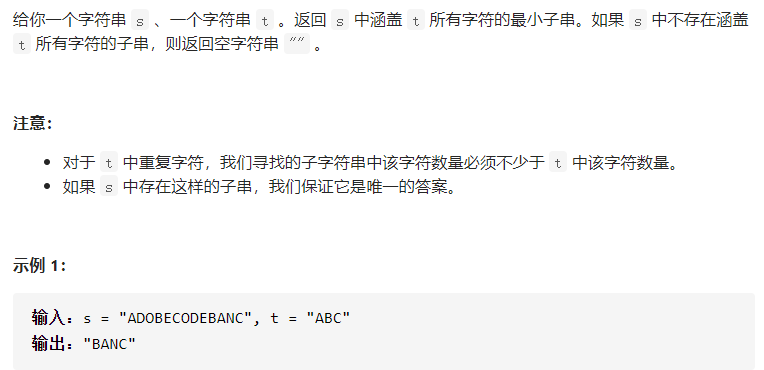 给你一个字符串 s 、一个字符串 t 。返回 s 中涵盖 t 所有字符的最小子串。如果 s 中不存在涵盖
t 所有字符的子串，则返回空字符串 "" 。
注意：
• 对于 t 中重复字符，我们寻找的子字符串中该字符数量必须不少于 t 中该字符数量。
• 如果 s 中存在这样的子串，我们保证它是唯一的答案。
示例 1：
输入：s = "ADOBECODEBANC", t = "ABC"
输出："BANC"